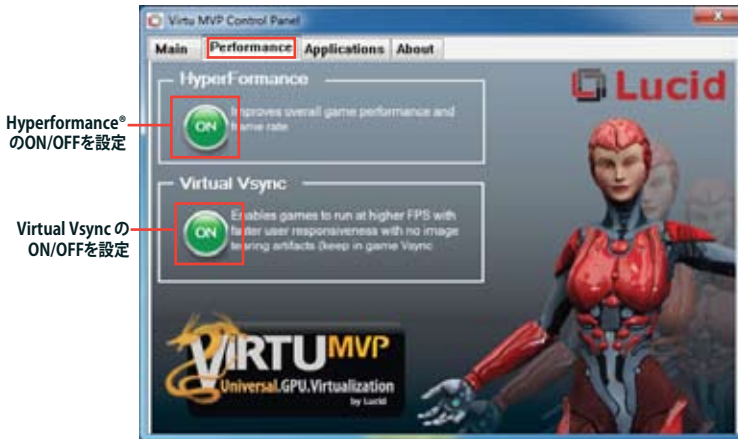 Virtu MVP Control Panel
Main Performance Applications About
HyperFormance
ON
Improves overall game performance and
frame rate
Lucid
Hyperformance®
のON/OFFを設定
Virtual Vsync
ON
Enables games to run at higher FPS with
faster user responsiveness with no image
tearing artifacts (keep in game Vsync
Virtual Vsync の
ON/OFFを設定
VIRTU MVP
Universal.GPU.Virtualization
by Lucid